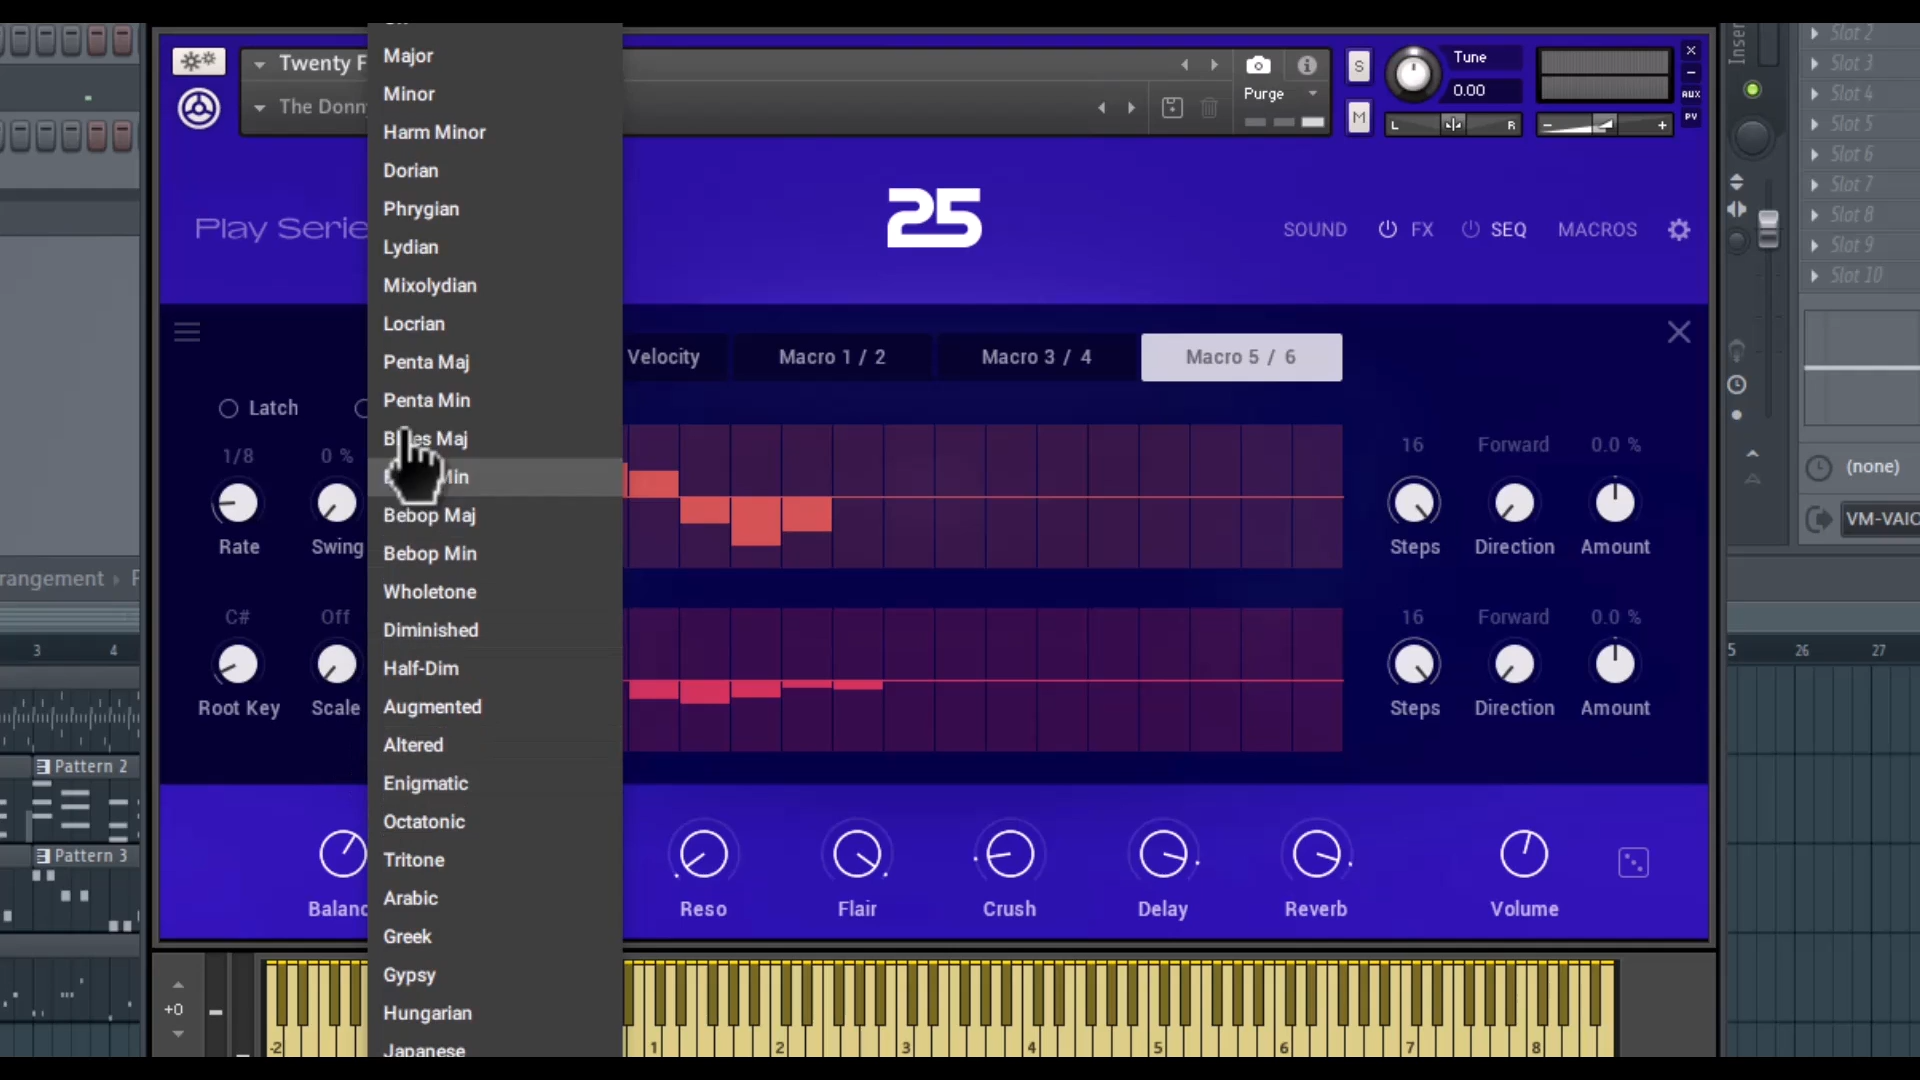 Twenty F
The Donn
Purge
S
M
Tune
0.00
L
R
AUX
PV
Play Serie
25
SOUND
FX
SEQ
MACROS
Major
Minor
Harm Minor
Dorian
Phrygian
Lydian
Mixolydian
Locrian
Penta Maj
Penta Min
Maj
Min
Bebop Maj
Bebop Min
Wholetone
Diminished
Half-Dim
Augmented
Altered
Enigmatic
Octatonic
Tritone
Arabic
Greek
Gypsy
Hungarian
Japanese
Velocity
Macro 1 / 2
Macro 3 / 4
Macro 5 / 6
Latch
1/8
0 %
Rate
Swing
C#
Off
Root Key
Scale
16
Forward
0.0 %
Steps
Direction
Amount
16
Forward
0.0 %
Steps
Direction
Amount
Balanc
Reso
Flair
Crush
Delay
Reverb
Volume
+0
-2
1
2
3
4
5
6
7
8
rrangement
3
4
Pattern 2
Pattern 3
Inser
Slot 2
Slot 3
Slot 4
Slot 5
Slot 6
Slot 7
Slot 8
Slot 9
Slot 10
(none)
VM-VAIO
5
26
27